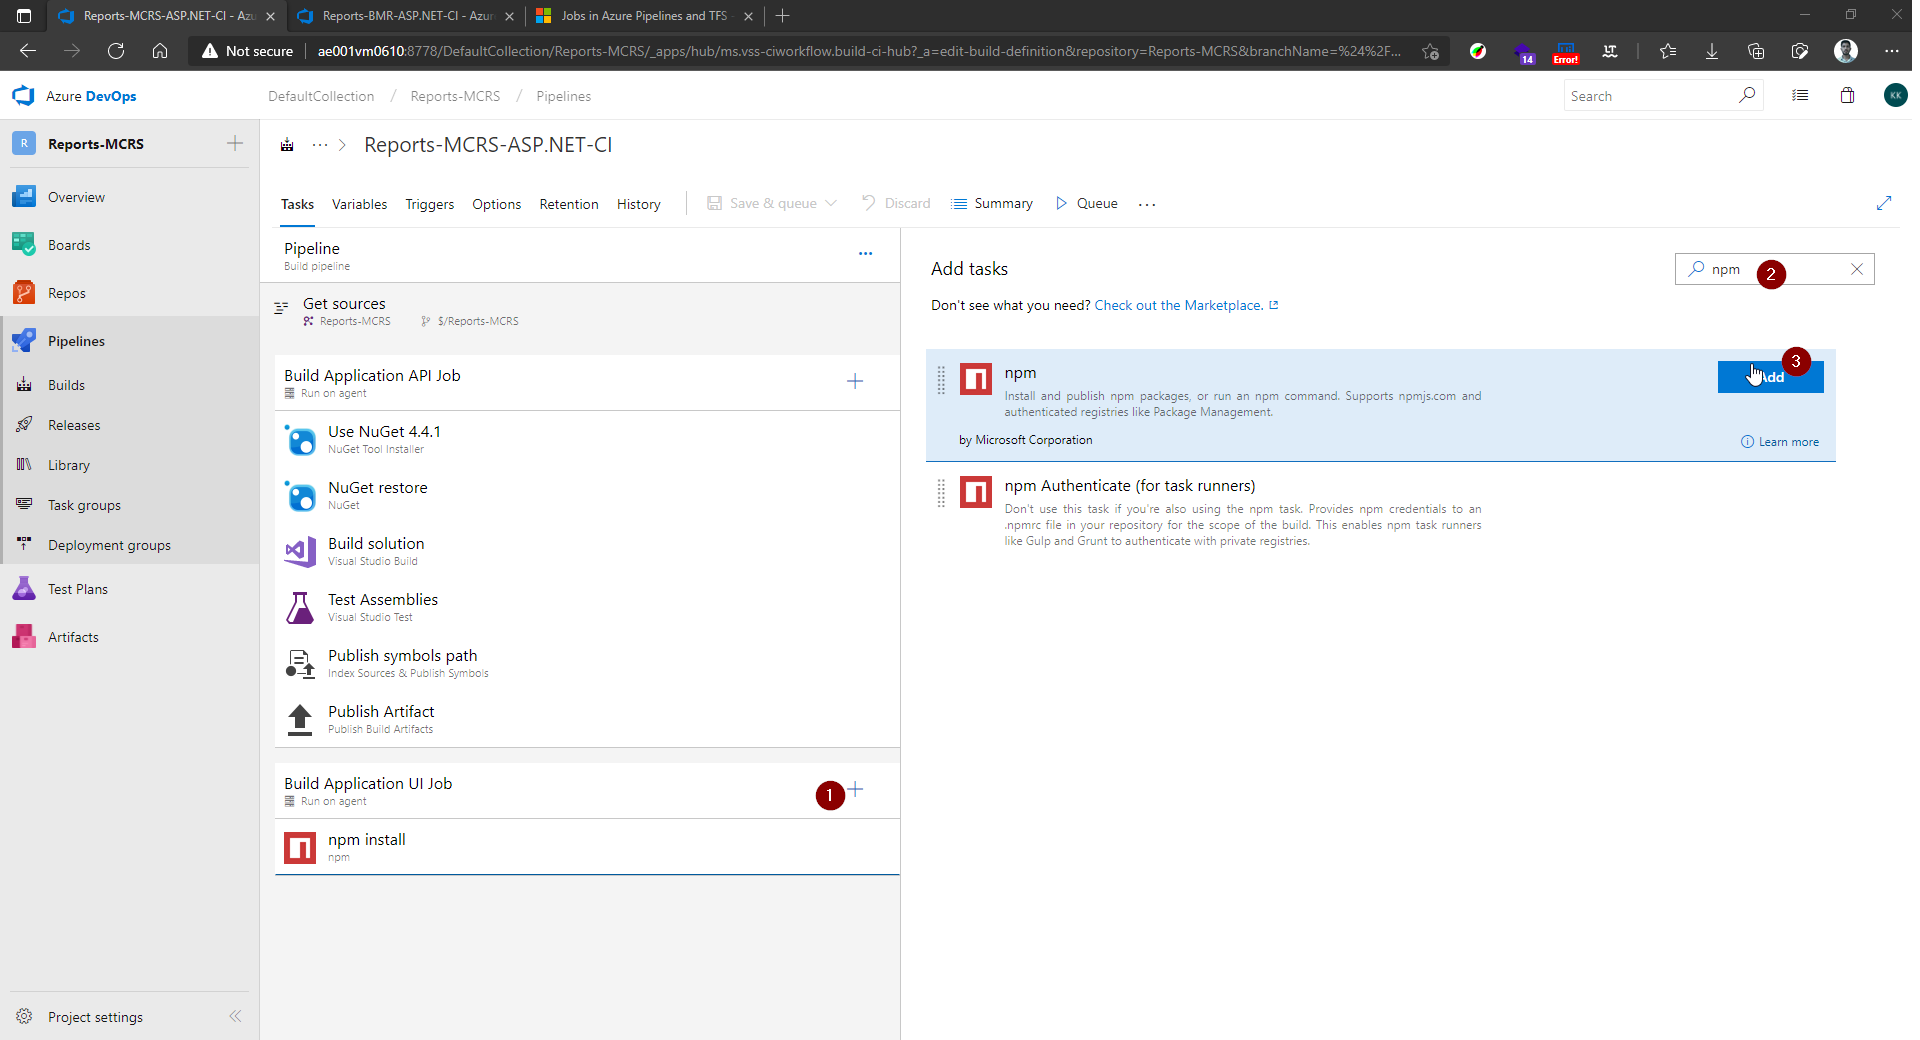 Reports-MCRS-ASP.NET-CI - Azu
Reports-BMR-ASP.NET-CI - Azur
Jobs in Azure Pipelines and TFS -
Not secure
ae001vm0610:8778/DefaultCollection/Reports-MCRS/_apps/hub/ms.vss-ciworkflow.build-ci-hub?_a=edit-build-definition&repository=Reports-MCRS&branchName=%24%2F...
14
Error!
Azure DevOps
DefaultCollection / Reports-MCRS / Pipelines
Search
KK
R
Reports-MCRS
Overview
Boards
Repos
Pipelines
Builds
Releases
Library
Task groups
Deployment groups
Test Plans
Artifacts
Project settings
Reports-MCRS-ASP.NET-CI
Tasks Variables Triggers Options Retention History
Save & queue Discard Summary Queue ...
Pipeline
Build pipeline
Get sources
Reports-MCRS $/Reports-MCRS
Build Application API Job
Run on agent
Use NuGet 4.4.1
NuGet Tool Installer
NuGet restore
NuGet
Build solution
Visual Studio Build
Test Assemblies
Visual Studio Test
Publish symbols path
Index Sources & Publish Symbols
Publish Artifact
Publish Build Artifacts
Build Application UI Job
Run on agent
1
npm install
npm
Add tasks
npm
2
Don't see what you need? Check out the Marketplace.
npm
Add
3
Install and publish npm packages, or run an npm command. Supports npmjs.com and
authenticated registries like Package Management.
by Microsoft Corporation
Learn more
npm Authenticate (for task runners)
Don't use this task if you're also using the npm task. Provides npm credentials to an
.npmrc file in your repository for the scope of the build. This enables npm task runners
like Gulp and Grunt to authenticate with private registries.